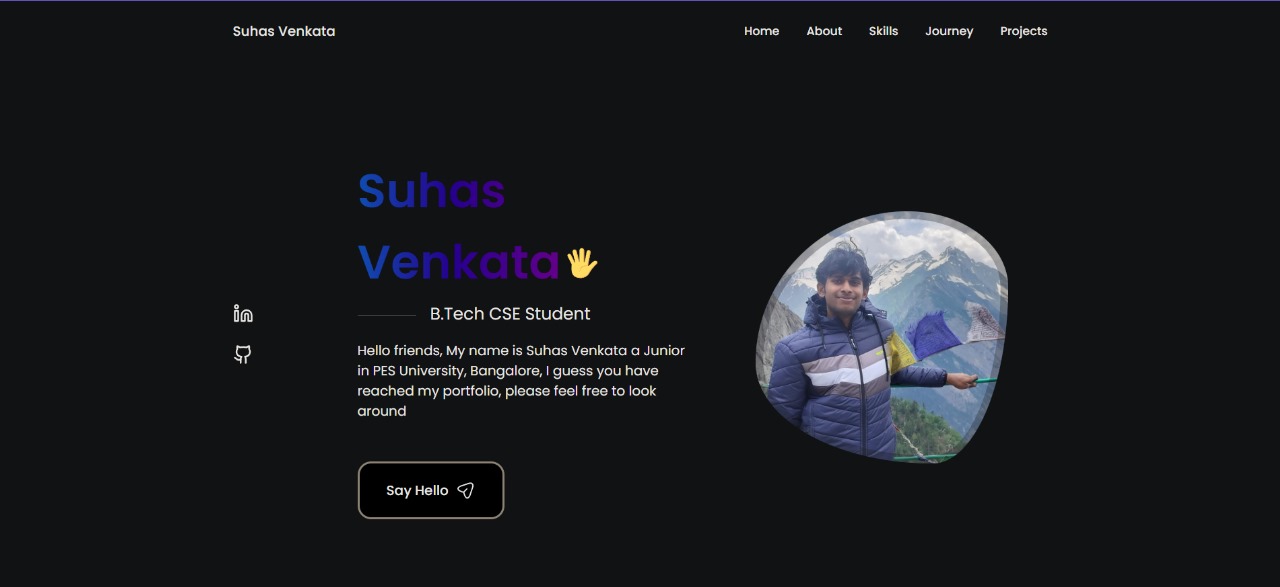 Suhas Venkata
Home About Skills Journey Projects
Suhas
Venkata
B.Tech CSE Student
Hello friends, My name is Suhas Venkata a Junior
in PES University, Bangalore, I guess you have
reached my portfolio, please feel free to look
around
Say Hello